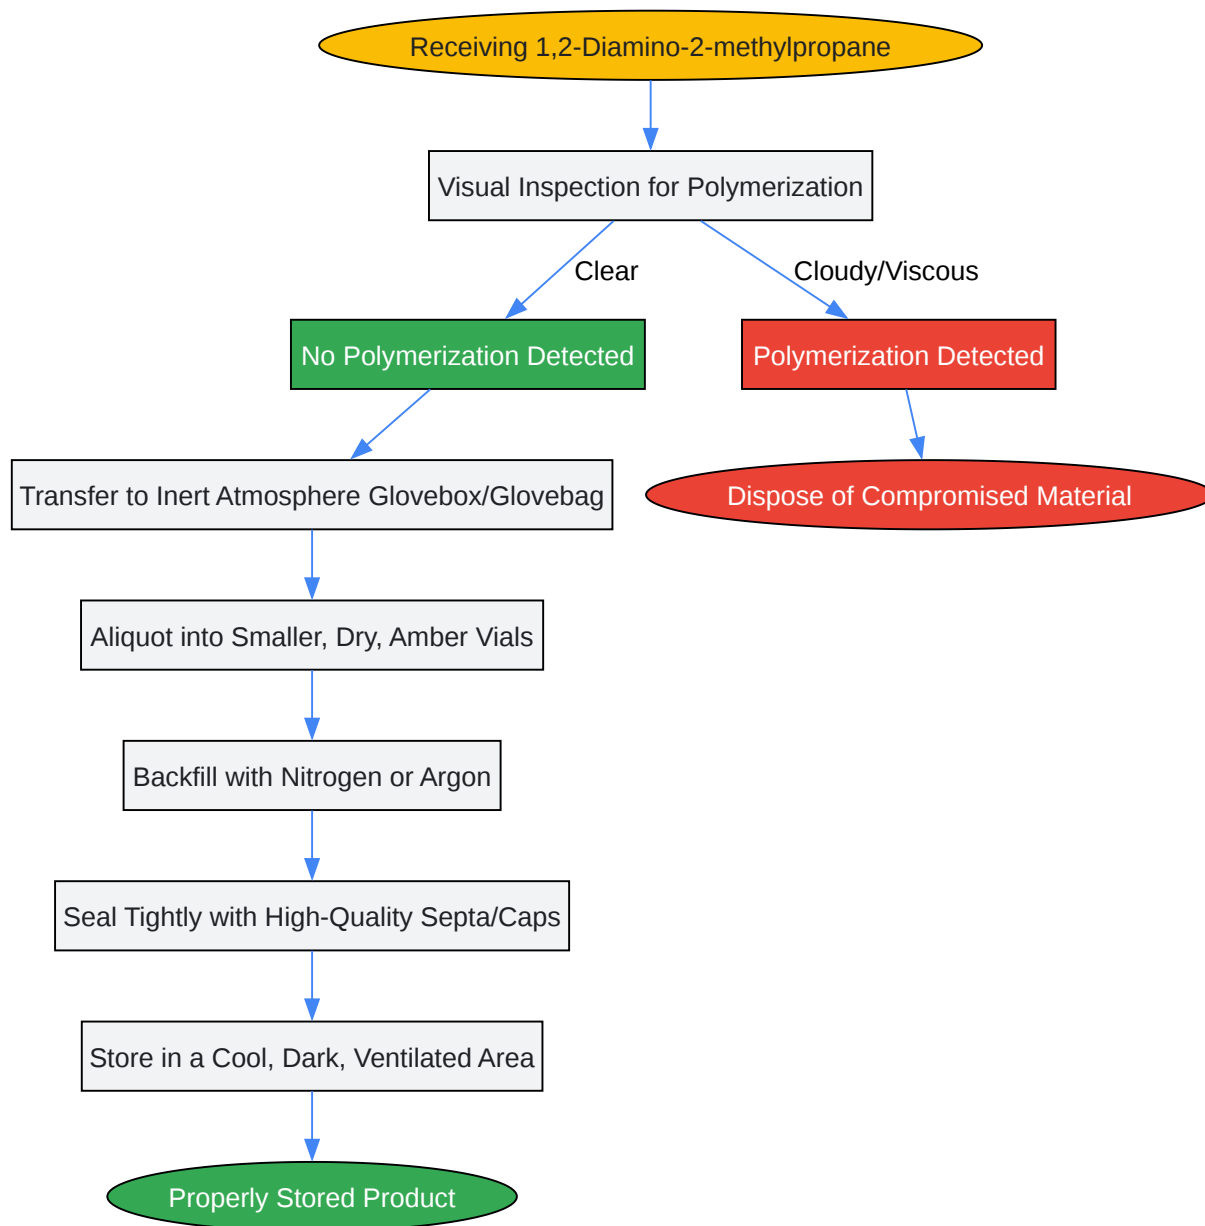 Receiving 1,2-Diamino-2-methylpropane
Visual Inspection for Polymerization
Clear
Cloudy/Viscous
No Polymerization Detected
Polymerization Detected
Transfer to Inert Atmosphere Glovebox/Glovebag
Dispose of Compromised Material
Aliquot into Smaller, Dry, Amber Vials
Backfill with Nitrogen or Argon
Seal Tightly with High-Quality Septa/Caps
Store in a Cool, Dark, Ventilated Area
Properly Stored Product